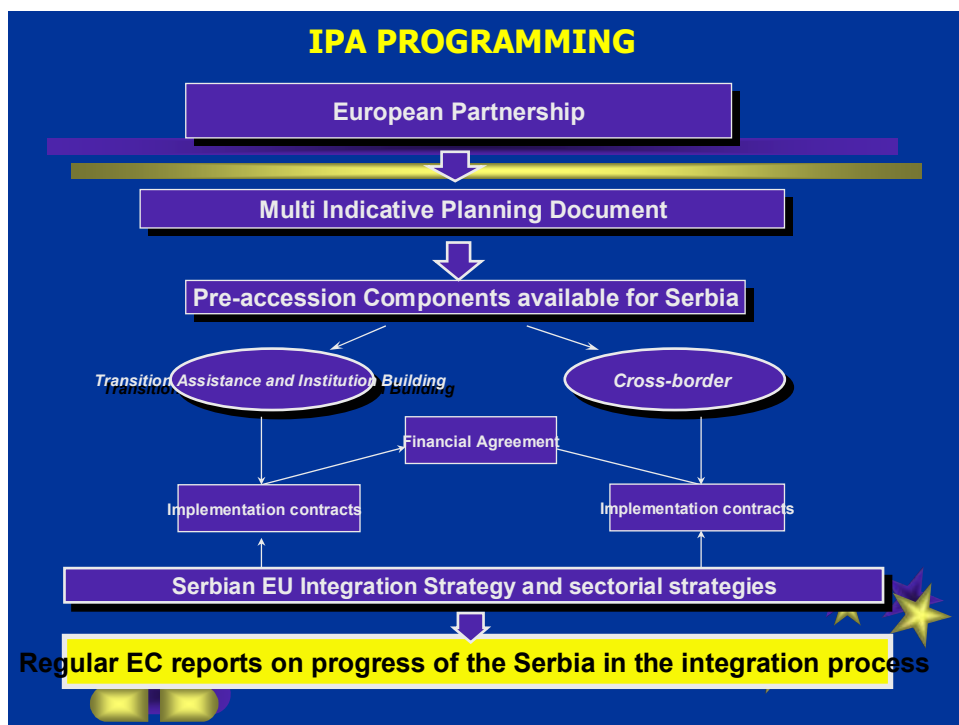 IPA PROGRAMMING
European Partnership
Multi Indicative Planning Document
Pre-accession Components available for Serbia
Transition Assistance and Institution Building
Cross-border
Financial Agreement
Implementation contracts
Implementation contracts
Serbian EU Integration Strategy and sectorial strategies
Regular EC reports on progress of the Serbia in the integration process